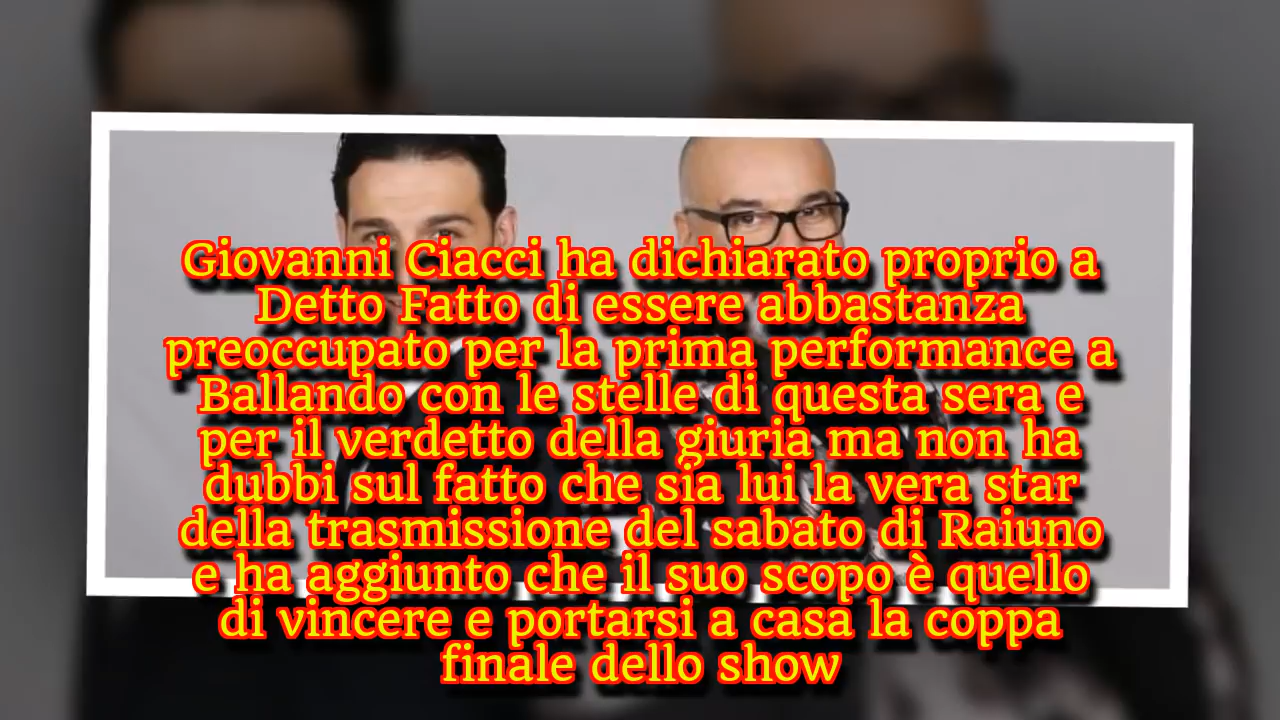 Giovanni Ciacci ha dichiarato proprio a
Detto Fatto di essere abbastanza
preoccupato per la prima performance a
Ballando con le stelle di questa sera e
per il verdetto della giuria ma non ha
dubbi sul fatto che sia lui la vera star
della trasmissione del sabato di Raiuno
e ha aggiunto che il suo scopo è quello
di vincere e portarsi a casa la coppa
finale dello show